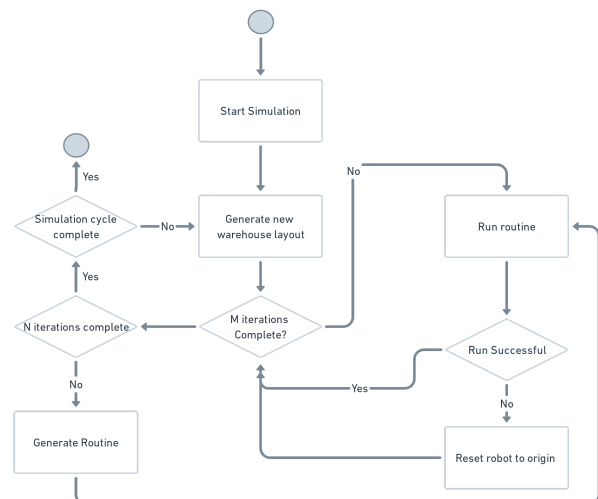 Start Simulation
No
Yes
Simulation cycle
complete
No
Generate new
warehouse layout
Run routine
Yes
N iterations complete
M iterations
Complete?
Run Successful
No
Yes
No
Generate Routine
Reset robot to origin